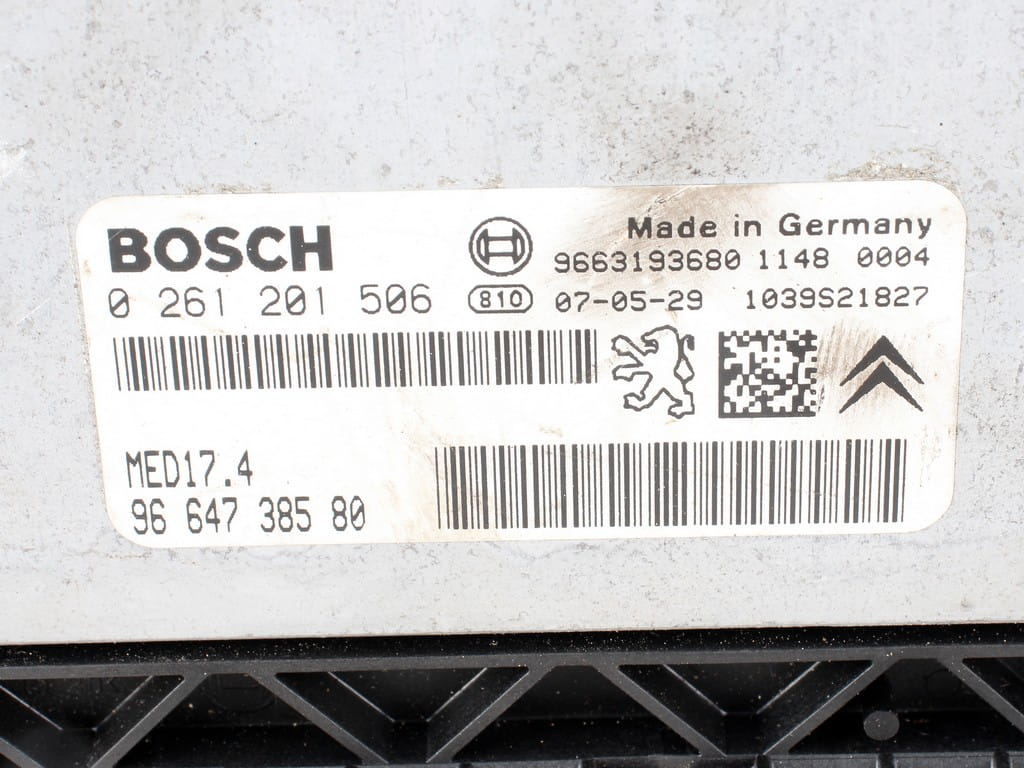 BOSCH
Made in Germany
9663193680 1148 0004
0 261 201 506
810
07-05-29 1039S21827
MED17.4
96 647 385 80